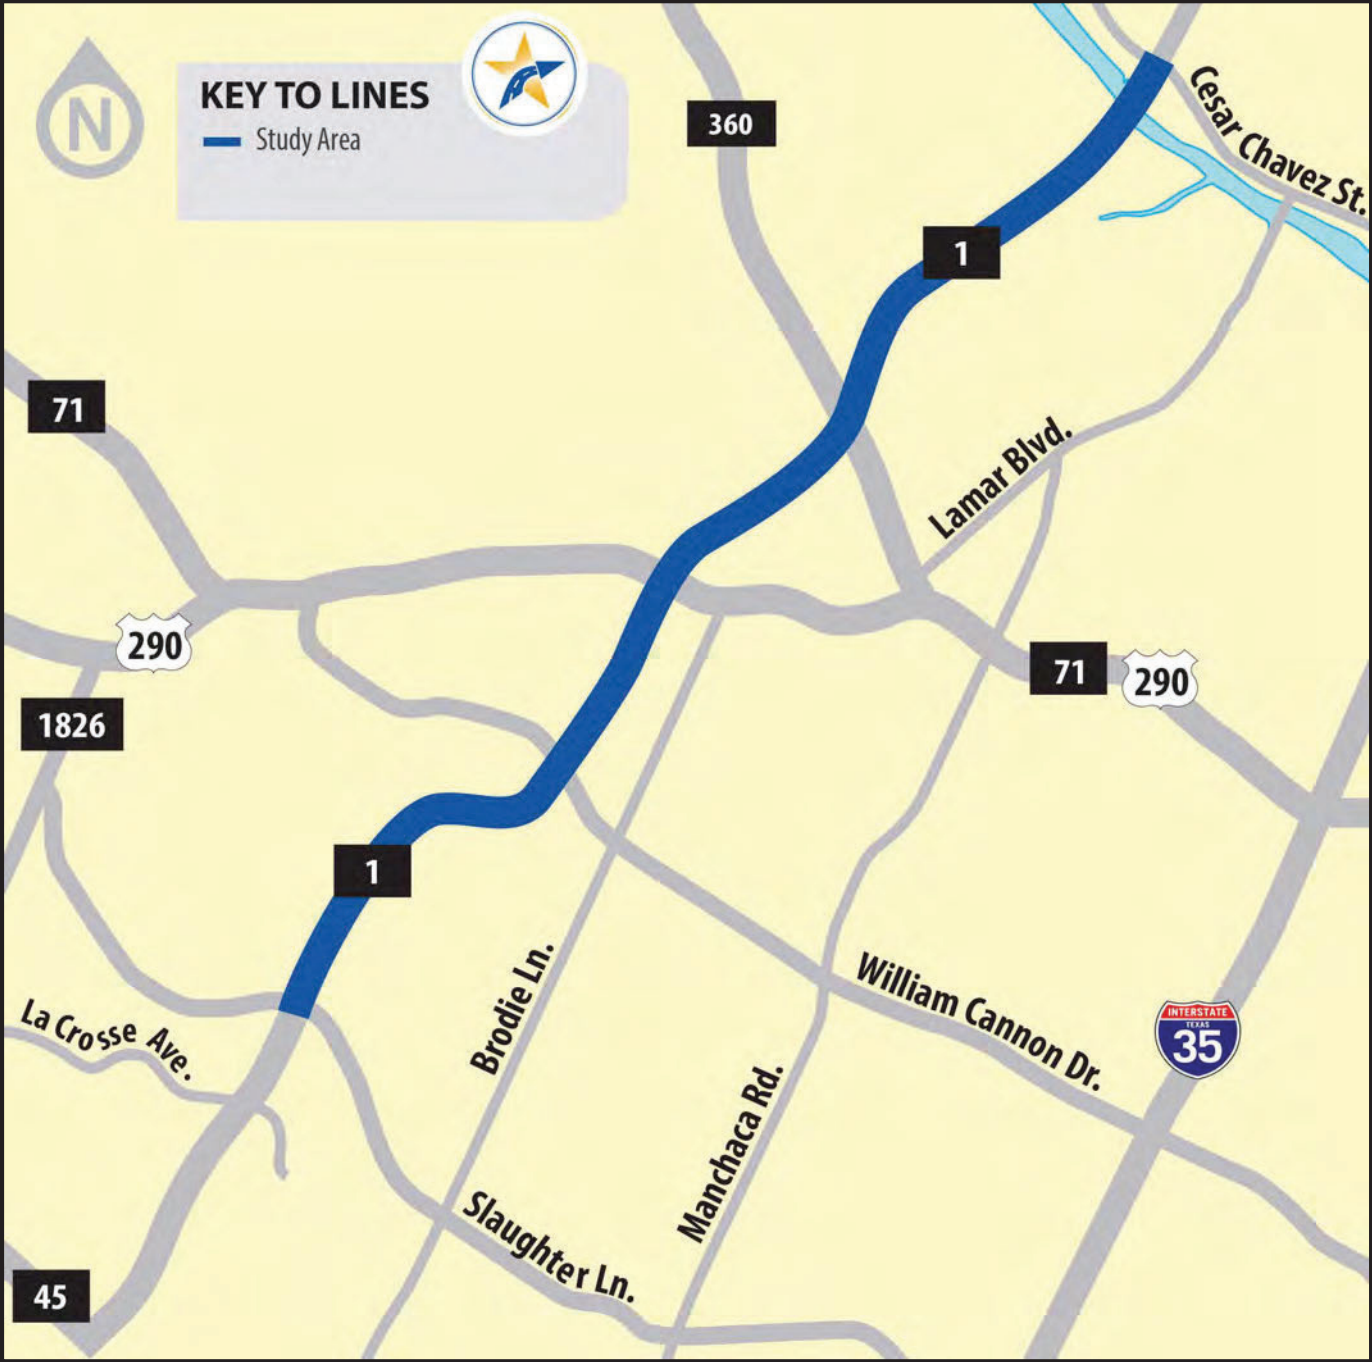 N
KEY TO LINES
Study Area
360
Cesar Chavez St.
1
71
Lamar Blvd.
290
71
290
1826
1
Brodie Ln.
William Cannon Dr.
La Crosse Ave.
INTERSTATE
TEXAS
35
Manchaca Rd.
Slaughter Ln.
45